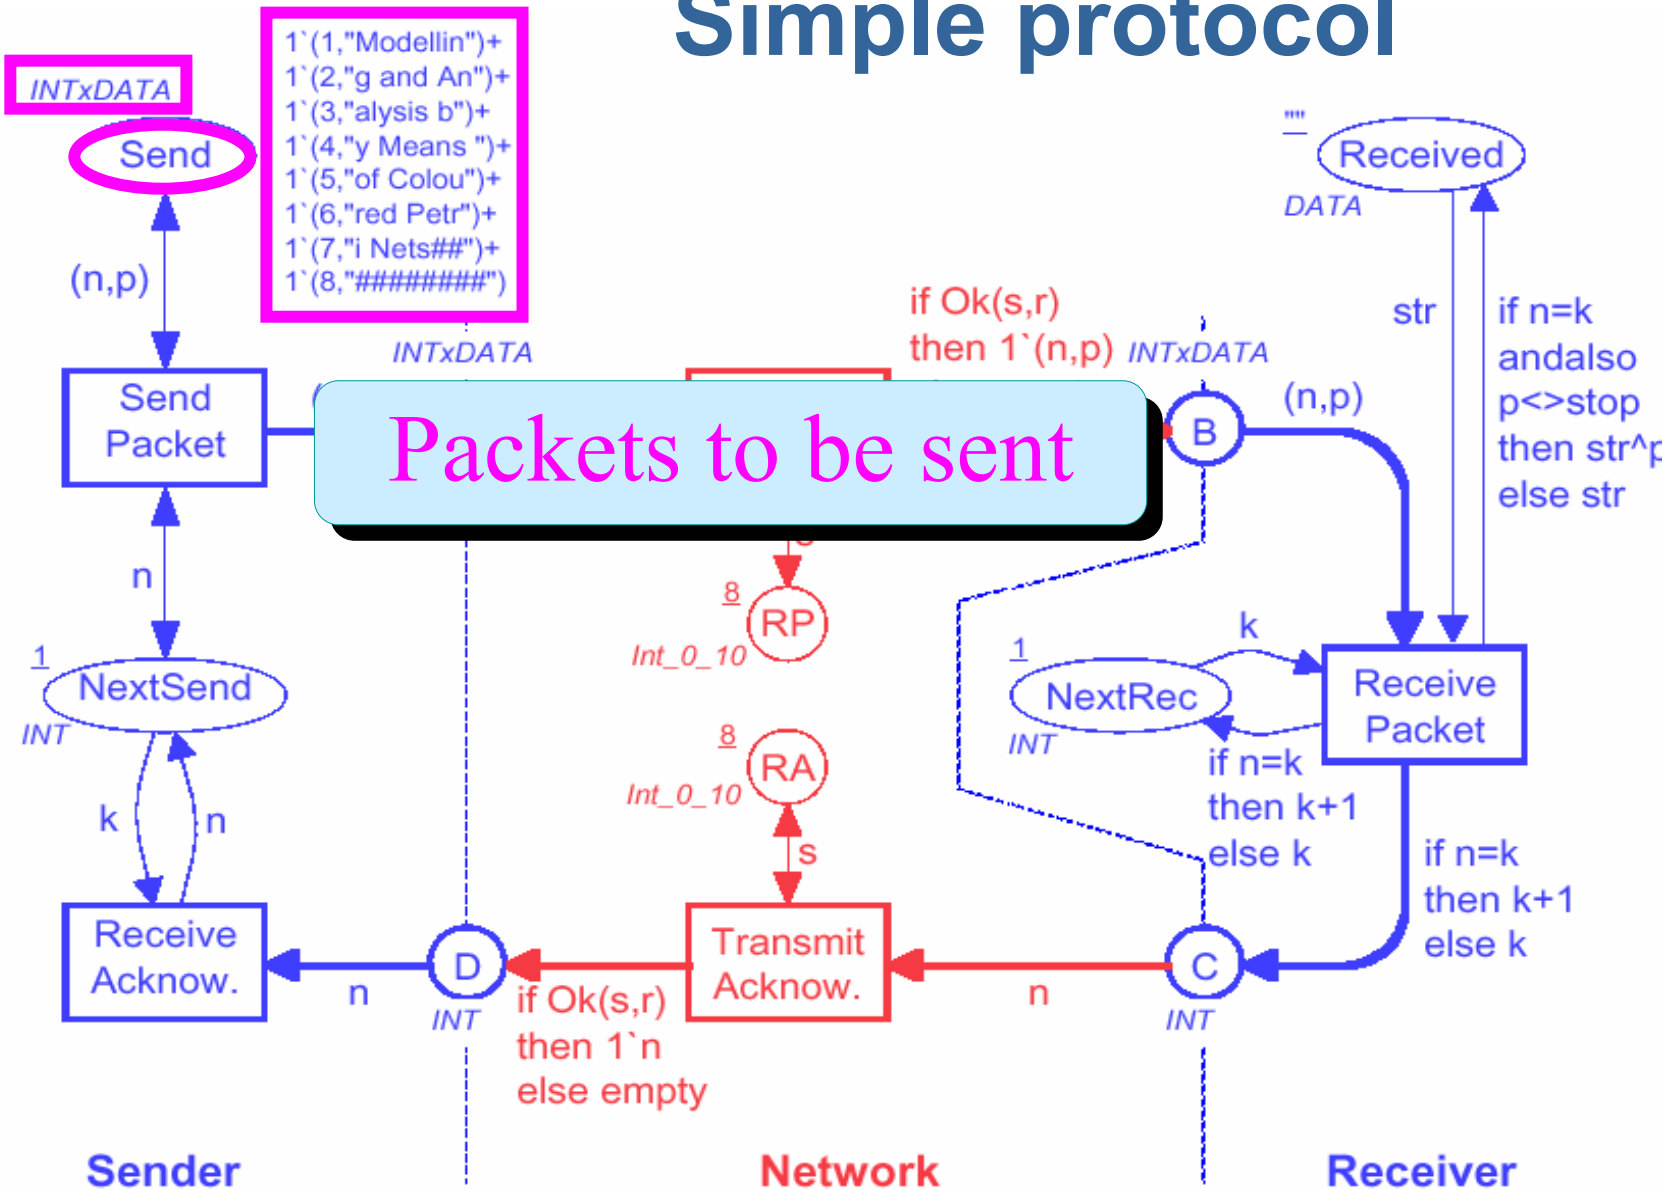 Simple protocol
INTxDATA
Send
1`(1,"Modellin")+
1`(2,"g and An")+
1`(3,"alysis b")+
1`(4,"y Means ")+
1`(5,"of Colou")+
1`(6,"red Petr")+
1`(7,"i Nets##")+
1`(8,"########")
""
Received
DATA
(n,p)
INTxDATA
if Ok(s,r)
then 1`(n,p)
INTxDATA
str
if n=k
andalso
p<>stop
then str^p
else str
Send
Packet
Packets to be sent
B
(n,p)
n
8
RP
Int_0_10
1
NextSend
INT
1
NextRec
INT
k
Receive
Packet
8
RA
Int_0_10
if n=k
then k+1
else k
k
n
s
if n=k
then k+1
else k
Receive
Acknow.
n
D
INT
if Ok(s,r)
then 1`n
else empty
Transmit
Acknow.
n
C
INT
Sender
Network
Receiver